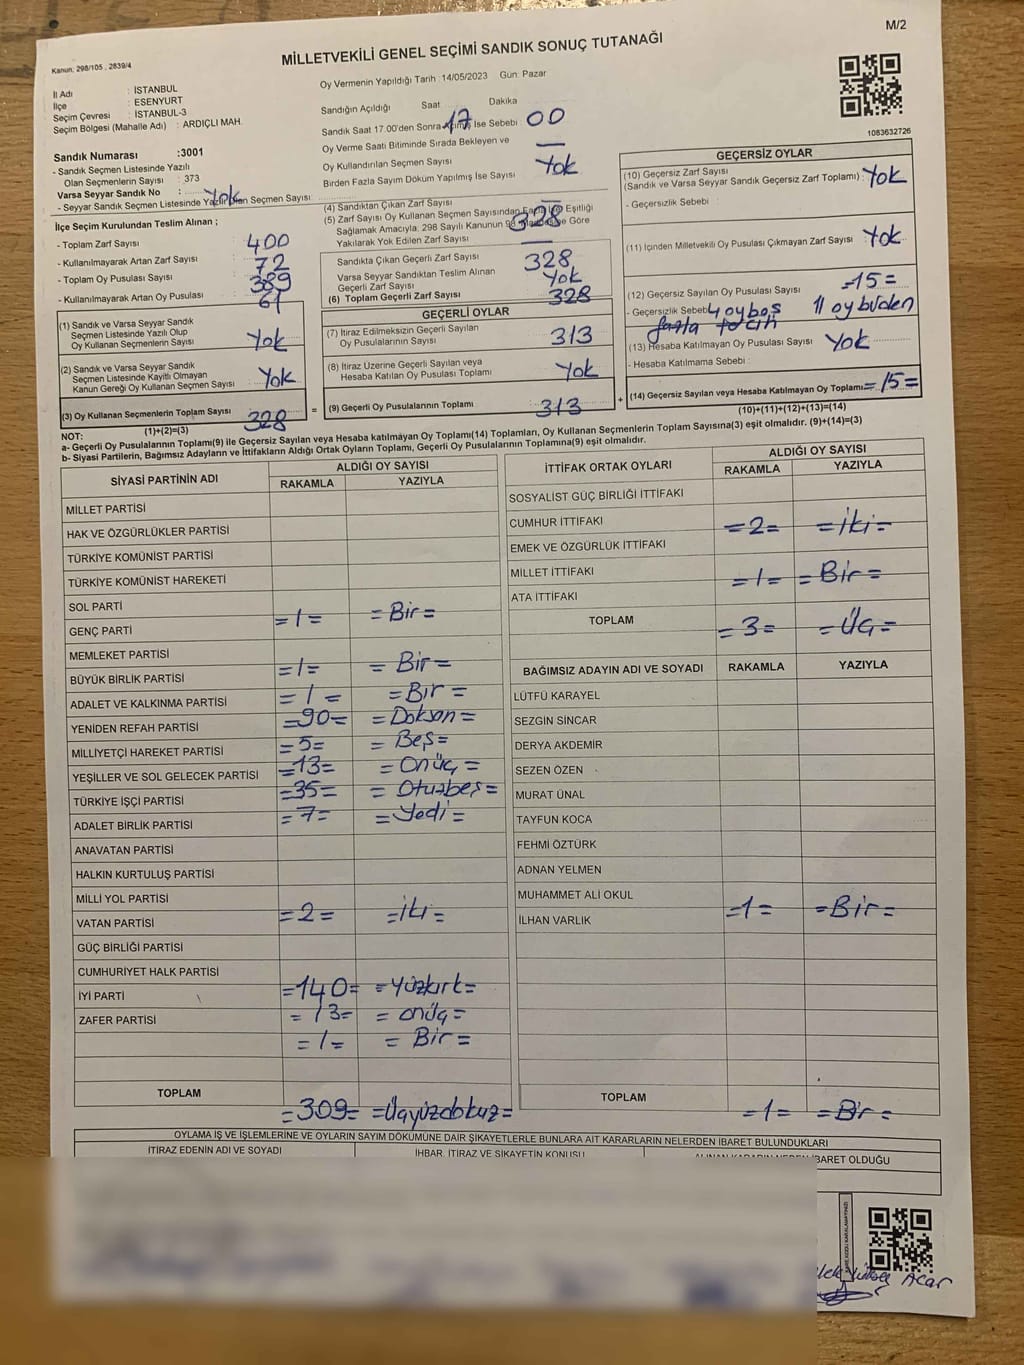 M/2
Kanun: 298/105 , 2839/4
MİLLETVEKİLİ GENEL SEÇİMİ SANDIK SONUÇ TUTANAĞI
İl Adı : İSTANBUL
İlçe : ESENYURT
Seçim Çevresi : İSTANBUL-3
Seçim Bölgesi (Mahalle Adı) : ARDIÇLI MAH.
Oy Vermenin Yapıldığı Tarih :14/05/2023 Gün: Pazar
Sandığın Açıldığı Saat Dakika
17 00
Sandık Saat 17.00'den Sonra Açılmış İse Sebebi
Oy Verme Saati Bitiminde Sırada Bekleyen ve
Oy Kullandırılan Seçmen Sayısı
Birden Fazla Sayım Döküm Yapılmış İse Sayısı Yok
1083632726
Sandık Numarası :3001
- Sandık Seçmen Listesinde Yazılı
Olan Seçmenlerin Sayısı : 373
Varsa Seyyar Sandık No :
- Seyyar Sandık Seçmen Listesinde Yazılı Olan Seçmen Sayısı: Yok
İlçe Seçim Kurulundan Teslim Alınan ;
- Toplam Zarf Sayısı : 400
- Kullanılmayarak Artan Zarf Sayısı : 72
- Toplam Oy Pusulası Sayısı : 389
- Kullanılmayarak Artan Oy Pusulası : 61
(1) Sandık ve Varsa Seyyar Sandık
Seçmen Listesinde Yazılı Olup
Oy Kullanan Seçmenlerin Sayısı Yok
(2) Sandık ve Varsa Seyyar Sandık
Seçmen Listesinde Kayıtlı Olmayan
Kanun Gereği Oy Kullanan Seçmen Sayısı Yok
(3) Oy Kullanan Seçmenlerin Toplam Sayısı 328
(1)+(2)=(3)
(4) Sandıktan Çıkan Zarf Sayısı 328
(5) Zarf Sayısı Oy Kullanan Seçmen Sayısından Fazla İse Eşitliği
Sağlamak Amacıyla, 298 Sayılı Kanunun 98. Maddesine Göre
Yakılarak Yok Edilen Zarf Sayısı
Sandıkta Çıkan Geçerli Zarf Sayısı 328
Varsa Seyyar Sandıktan Teslim Alınan
Geçerli Zarf Sayısı Yok
(6) Toplam Geçerli Zarf Sayısı 328
GEÇERLİ OYLAR
(7) İtiraz Edilmeksizin Geçerli Sayılan
Oy Pusulalarının Sayısı 313
(8) İtiraz Üzerine Geçerli Sayılan veya
Hesaba Katılan Oy Pusulası Toplamı Yok
= (9) Geçerli Oy Pusulalarının Toplamı 313 +
GEÇERSİZ OYLAR
(10) Geçersiz Zarf Sayısı
(Sandık ve Varsa Seyyar Sandık Geçersiz Zarf Toplamı) : Yok
- Geçersizlik Sebebi :
(11) İçinden Milletvekili Oy Pusulası Çıkmayan Zarf Sayısı : Yok
(12) Geçersiz Sayılan Oy Pusulası Sayısı : =15=
- Geçersizlik Sebebi: 4 oy boş 11 oy birden
fazla tercih
(13) Hesaba Katılmayan Oy Pusulası Sayısı : Yok
- Hesaba Katılmama Sebebi :
(14) Geçersiz Sayılan veya Hesaba Katılmayan Oy Toplamı: =15=
(10)+(11)+(12)+(13)=(14)
NOT:
a- Geçerli Oy Pusulalarının Toplamı(9) ile Geçersiz Sayılan veya Hesaba katılmayan Oy Toplamı(14) Toplamları, Oy Kullanan Seçmenlerin Toplam Sayısına(3) eşit olmalıdır. (9)+(14)=(3)
b- Siyasi Partilerin, Bağımsız Adayların ve İttifakların Aldığı Ortak Oyların Toplamı, Geçerli Oy Pusulalarının Toplamına(9) eşit olmalıdır.
SİYASİ PARTİNİN ADI ALDIĞI OY SAYISI
RAKAMLA YAZIYLA
MİLLET PARTİSİ
HAK VE ÖZGÜRLÜKLER PARTİSİ
TÜRKİYE KOMÜNİST PARTİSİ
TÜRKİYE KOMÜNİST HAREKETİ
SOL PARTİ
=1= =Bir=
GENÇ PARTİ
MEMLEKET PARTİSİ
=1= =Bir=
BÜYÜK BİRLİK PARTİSİ
=1= =Bir=
ADALET VE KALKINMA PARTİSİ
=90= =Doksan=
YENİDEN REFAH PARTİSİ
=5= =Beş=
MİLLİYETÇİ HAREKET PARTİSİ
=13= =Onüç=
YEŞİLLER VE SOL GELECEK PARTİSİ
=35= =Otuzbeş=
TÜRKİYE İŞÇİ PARTİSİ
=7= =Yedi=
ADALET BİRLİK PARTİSİ
ANAVATAN PARTİSİ
HALKIN KURTULUŞ PARTİSİ
MİLLİ YOL PARTİSİ
=2= =iki=
VATAN PARTİSİ
GÜÇ BİRLİĞİ PARTİSİ
CUMHURİYET HALK PARTİSİ
=140= =Yüzkırk=
İYİ PARTİ
=13= =onüç=
ZAFER PARTİSİ
=1= =Bir=
TOPLAM
=309= =Üçyüzdokuz=
İTTİFAK ORTAK OYLARI ALDIĞI OY SAYISI
RAKAMLA YAZIYLA
SOSYALİST GÜÇ BİRLİĞİ İTTİFAKI
CUMHUR İTTİFAKI =2= =iki=
EMEK VE ÖZGÜRLÜK İTTİFAKI
MİLLET İTTİFAKI =1= =Bir=
ATA İTTİFAKI
TOPLAM =3= =Üç=
BAĞIMSIZ ADAYIN ADI VE SOYADI RAKAMLA YAZIYLA
LÜTFÜ KARAYEL
SEZGİN SİNCAR
DERYA AKDEMİR
SEZEN ÖZEN
MURAT ÜNAL
TAYFUN KOCA
FEHMİ ÖZTÜRK
ADNAN YELMEN
MUHAMMET ALİ OKUL
=1= =Bir=
İLHAN VARLIK
TOPLAM =1= =Bir=
OYLAMA İŞ VE İŞLEMLERİNE VE OYLARIN SAYIM DÖKÜMÜNE DAİR ŞİKAYETLERLE BUNLARA AİT KARARLARIN NELERDEN İBARET BULUNDUKLARI
İTİRAZ EDENİN ADI VE SOYADI İHBAR, İTİRAZ VE ŞİKAYETİN KONUSU İBARET OLDUĞU
Acar